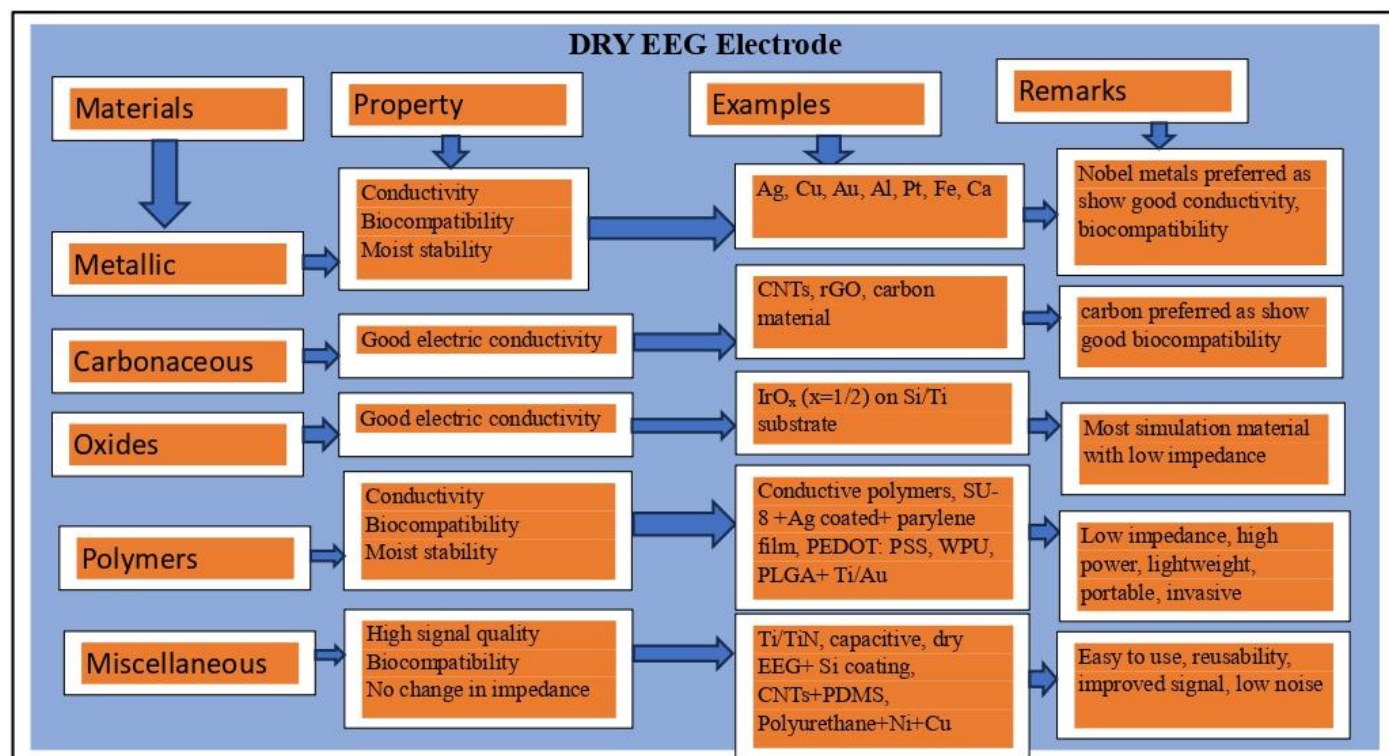 DRY EEG Electrode
Materials
Property
Examples
Remarks
Metallic
Conductivity
Biocompatibility
Moist stability
Ag, Cu, Au, Al, Pt, Fe, Ca
Nobel metals preferred as
show good conductivity,
biocompatibility
Carbonaceous
Good electric conductivity
CNTs, rGO, carbon
material
carbon preferred as show
good biocompatibility
Oxides
Good electric conductivity
IrOₓ (x=1/2) on Si/Ti
substrate
Most simulation material
with low impedance
Polymers
Conductivity
Biocompatibility
Moist stability
Conductive polymers, SU-
8 +Ag coated+ parylene
film, PEDOT: PSS, WPU,
PLGA+ Ti/Au
Low impedance, high
power, lightweight,
portable, invasive
Miscellaneous
High signal quality
Biocompatibility
No change in impedance
Ti/TiN, capacitive, dry
EEG+ Si coating,
CNTs+PDMS,
Polyurethane+Ni+Cu
Easy to use, reusability,
improved signal, low noise